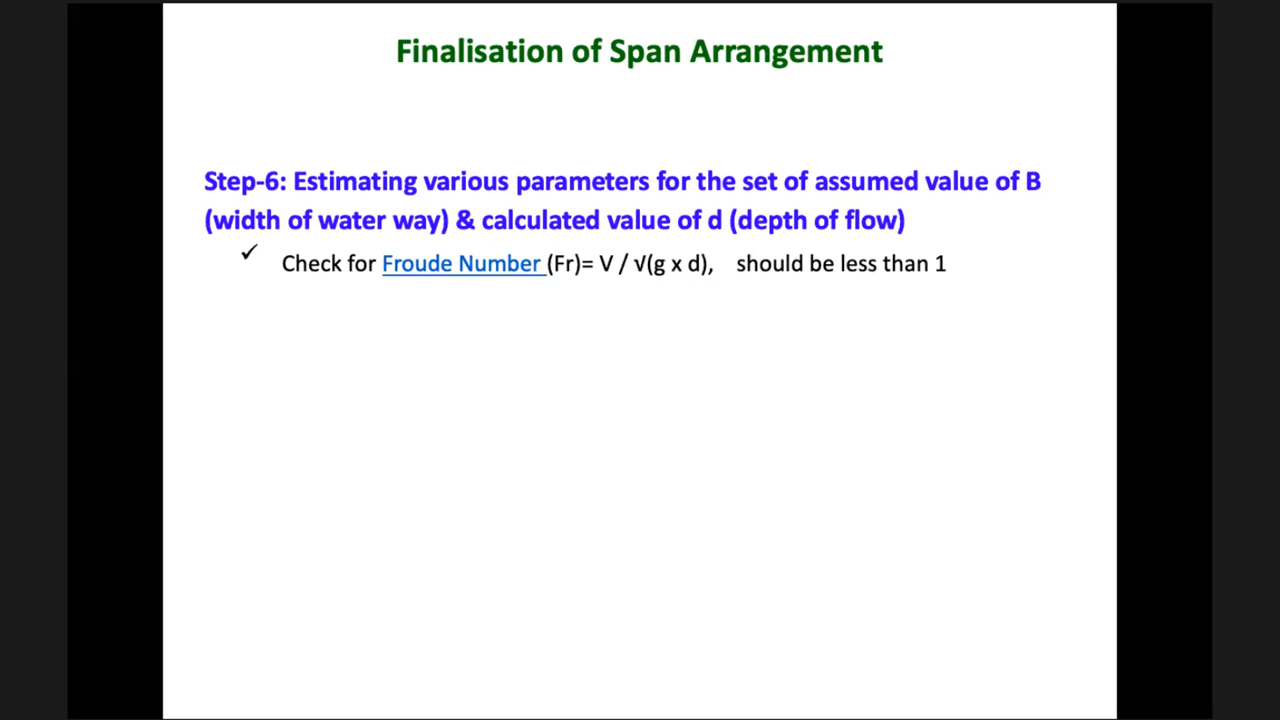 Finalisation of Span Arrangement
Step-6: Estimating various parameters for the set of assumed value of B
(width of water way) & calculated value of d (depth of flow)
✓ Check for Froude Number (Fr)= V / √(g x d), should be less than 1